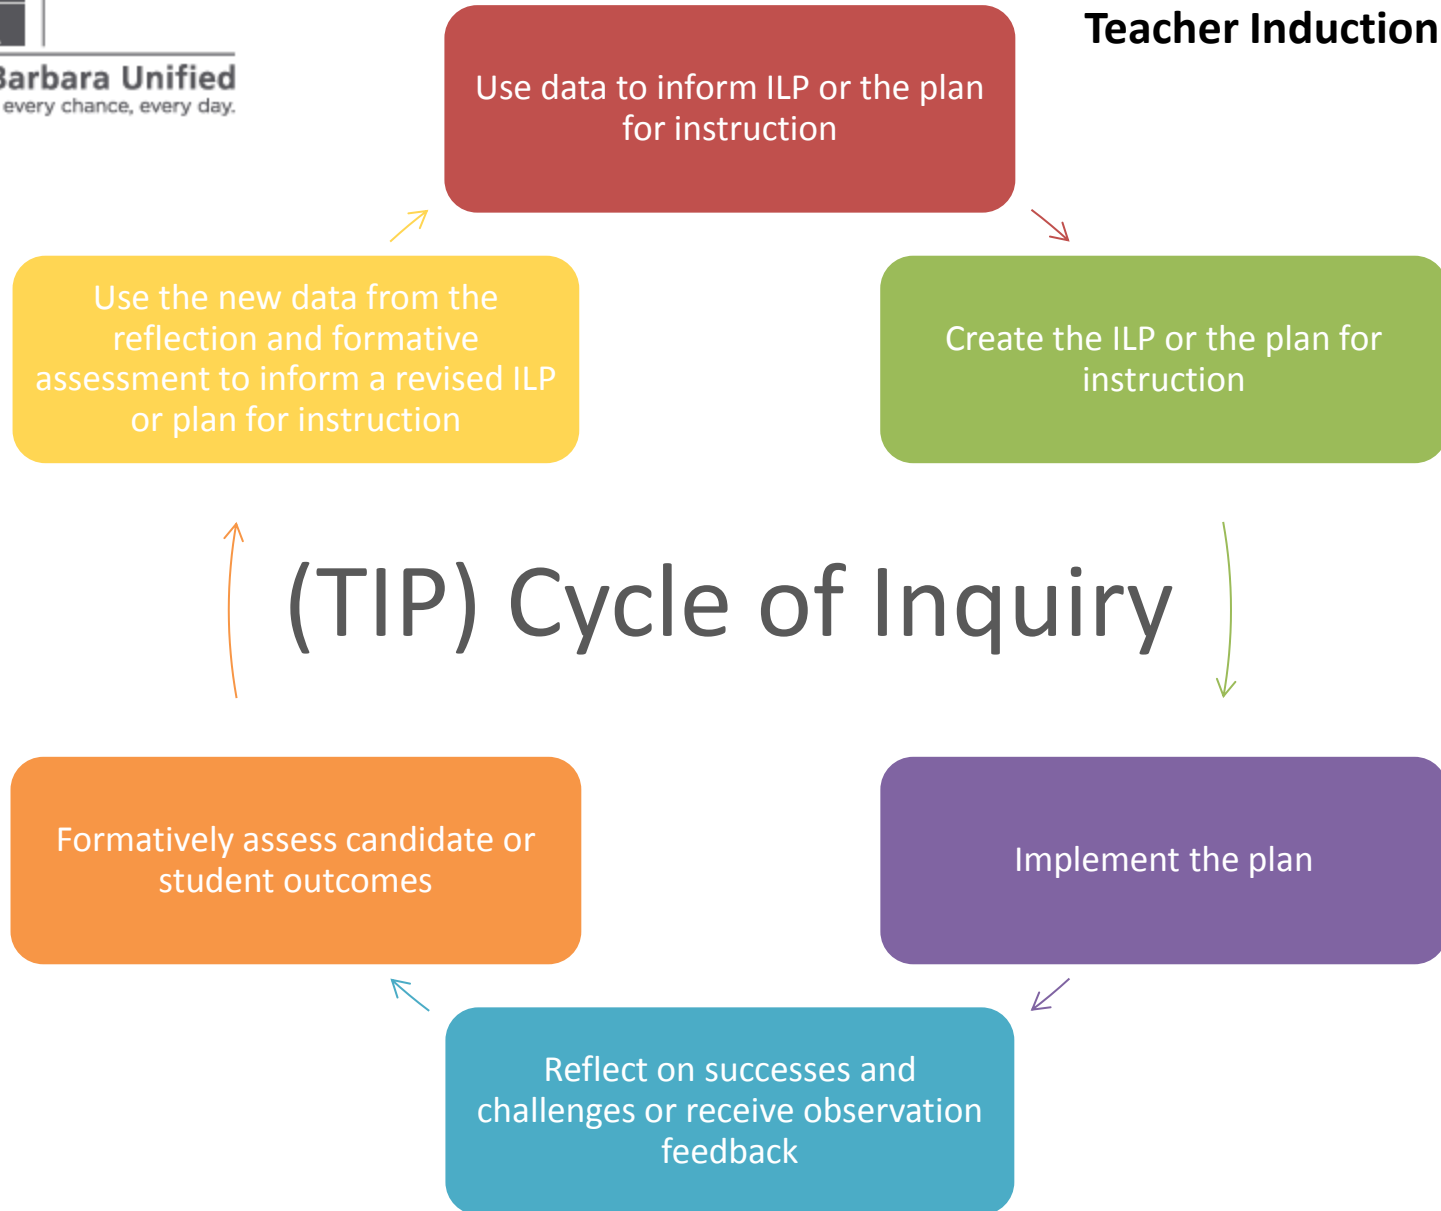 Barbara Unified
every chance, every day.
Teacher Induction
Use data to inform ILP or the plan
for instruction
Create the ILP or the plan for
instruction
Implement the plan
Reflect on successes and
challenges or receive observation
feedback
Formatively assess candidate or
student outcomes
Use the new data from the
reflection and formative
assessment to inform a revised ILP
or plan for instruction
(TIP) Cycle of Inquiry